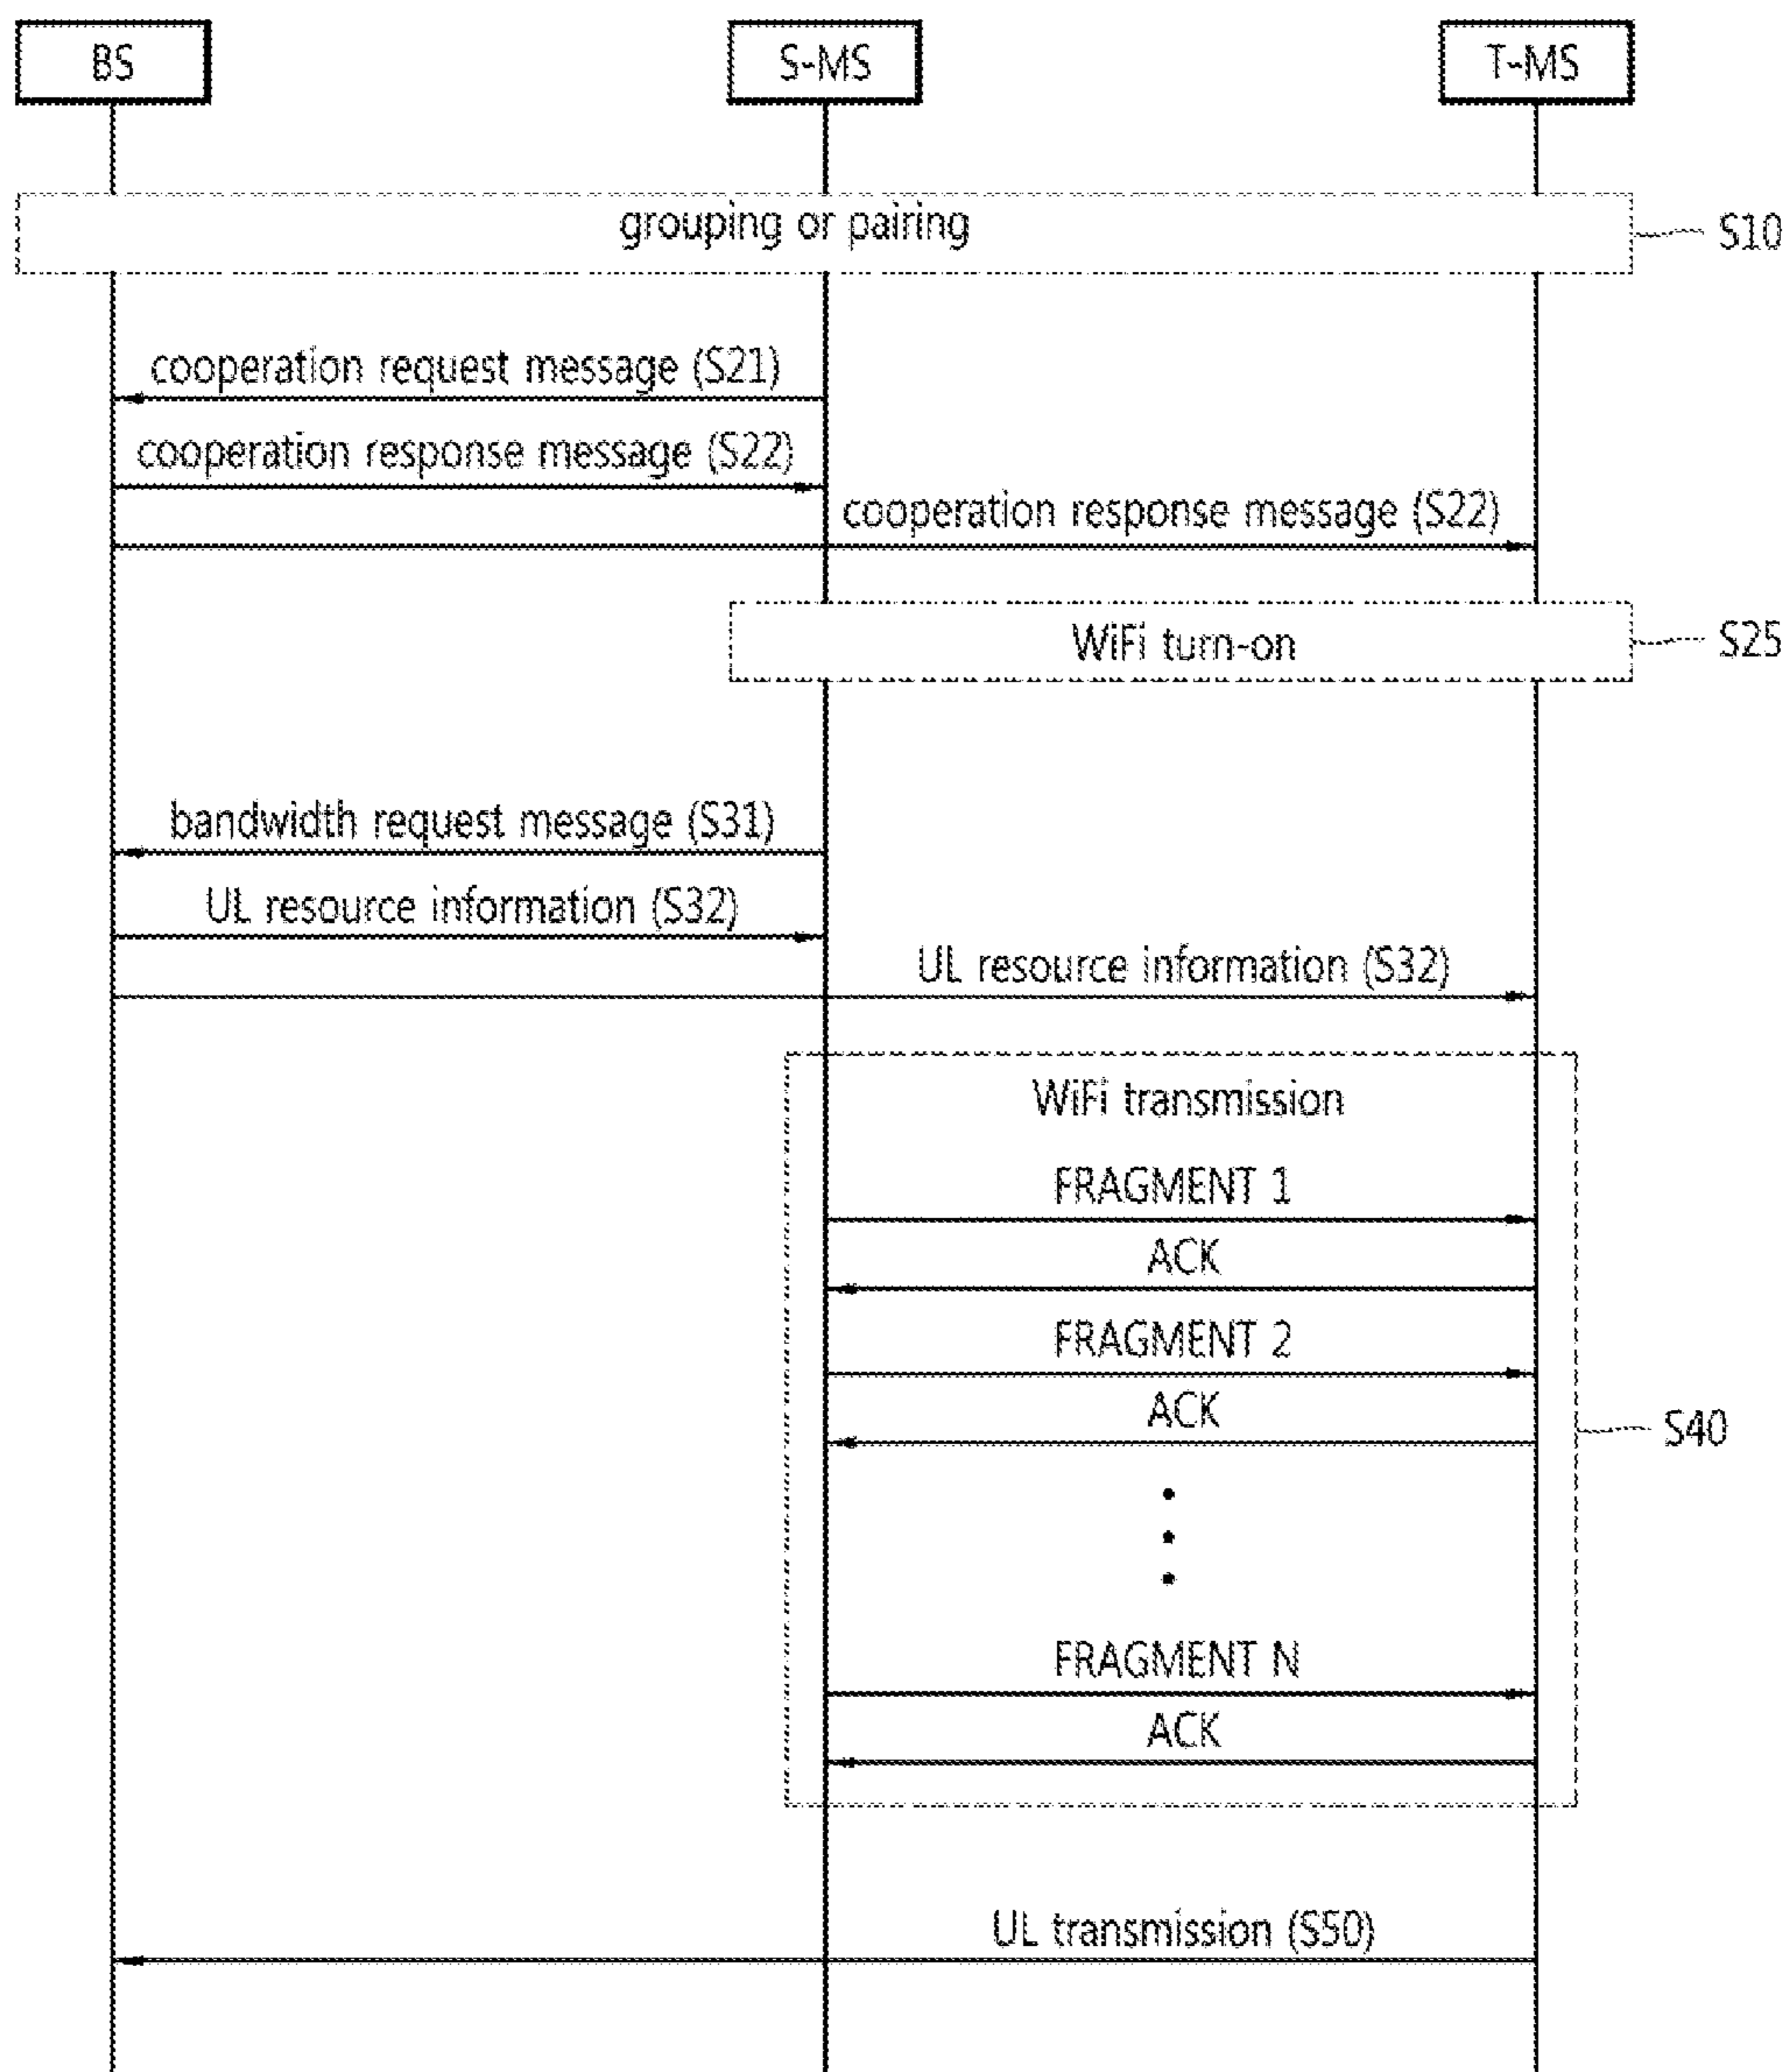 BS
S-MS
T-MS
grouping or pairing
S10
cooperation request message (S21)
cooperation response message (S22)
cooperation response message (S22)
WiFi turn-on
S25
bandwidth request message (S31)
UL resource information (S32)
UL resource information (S32)
WiFi transmission
FRAGMENT 1
ACK
FRAGMENT 2
ACK
S40
FRAGMENT N
ACK
UL transmission (S50)